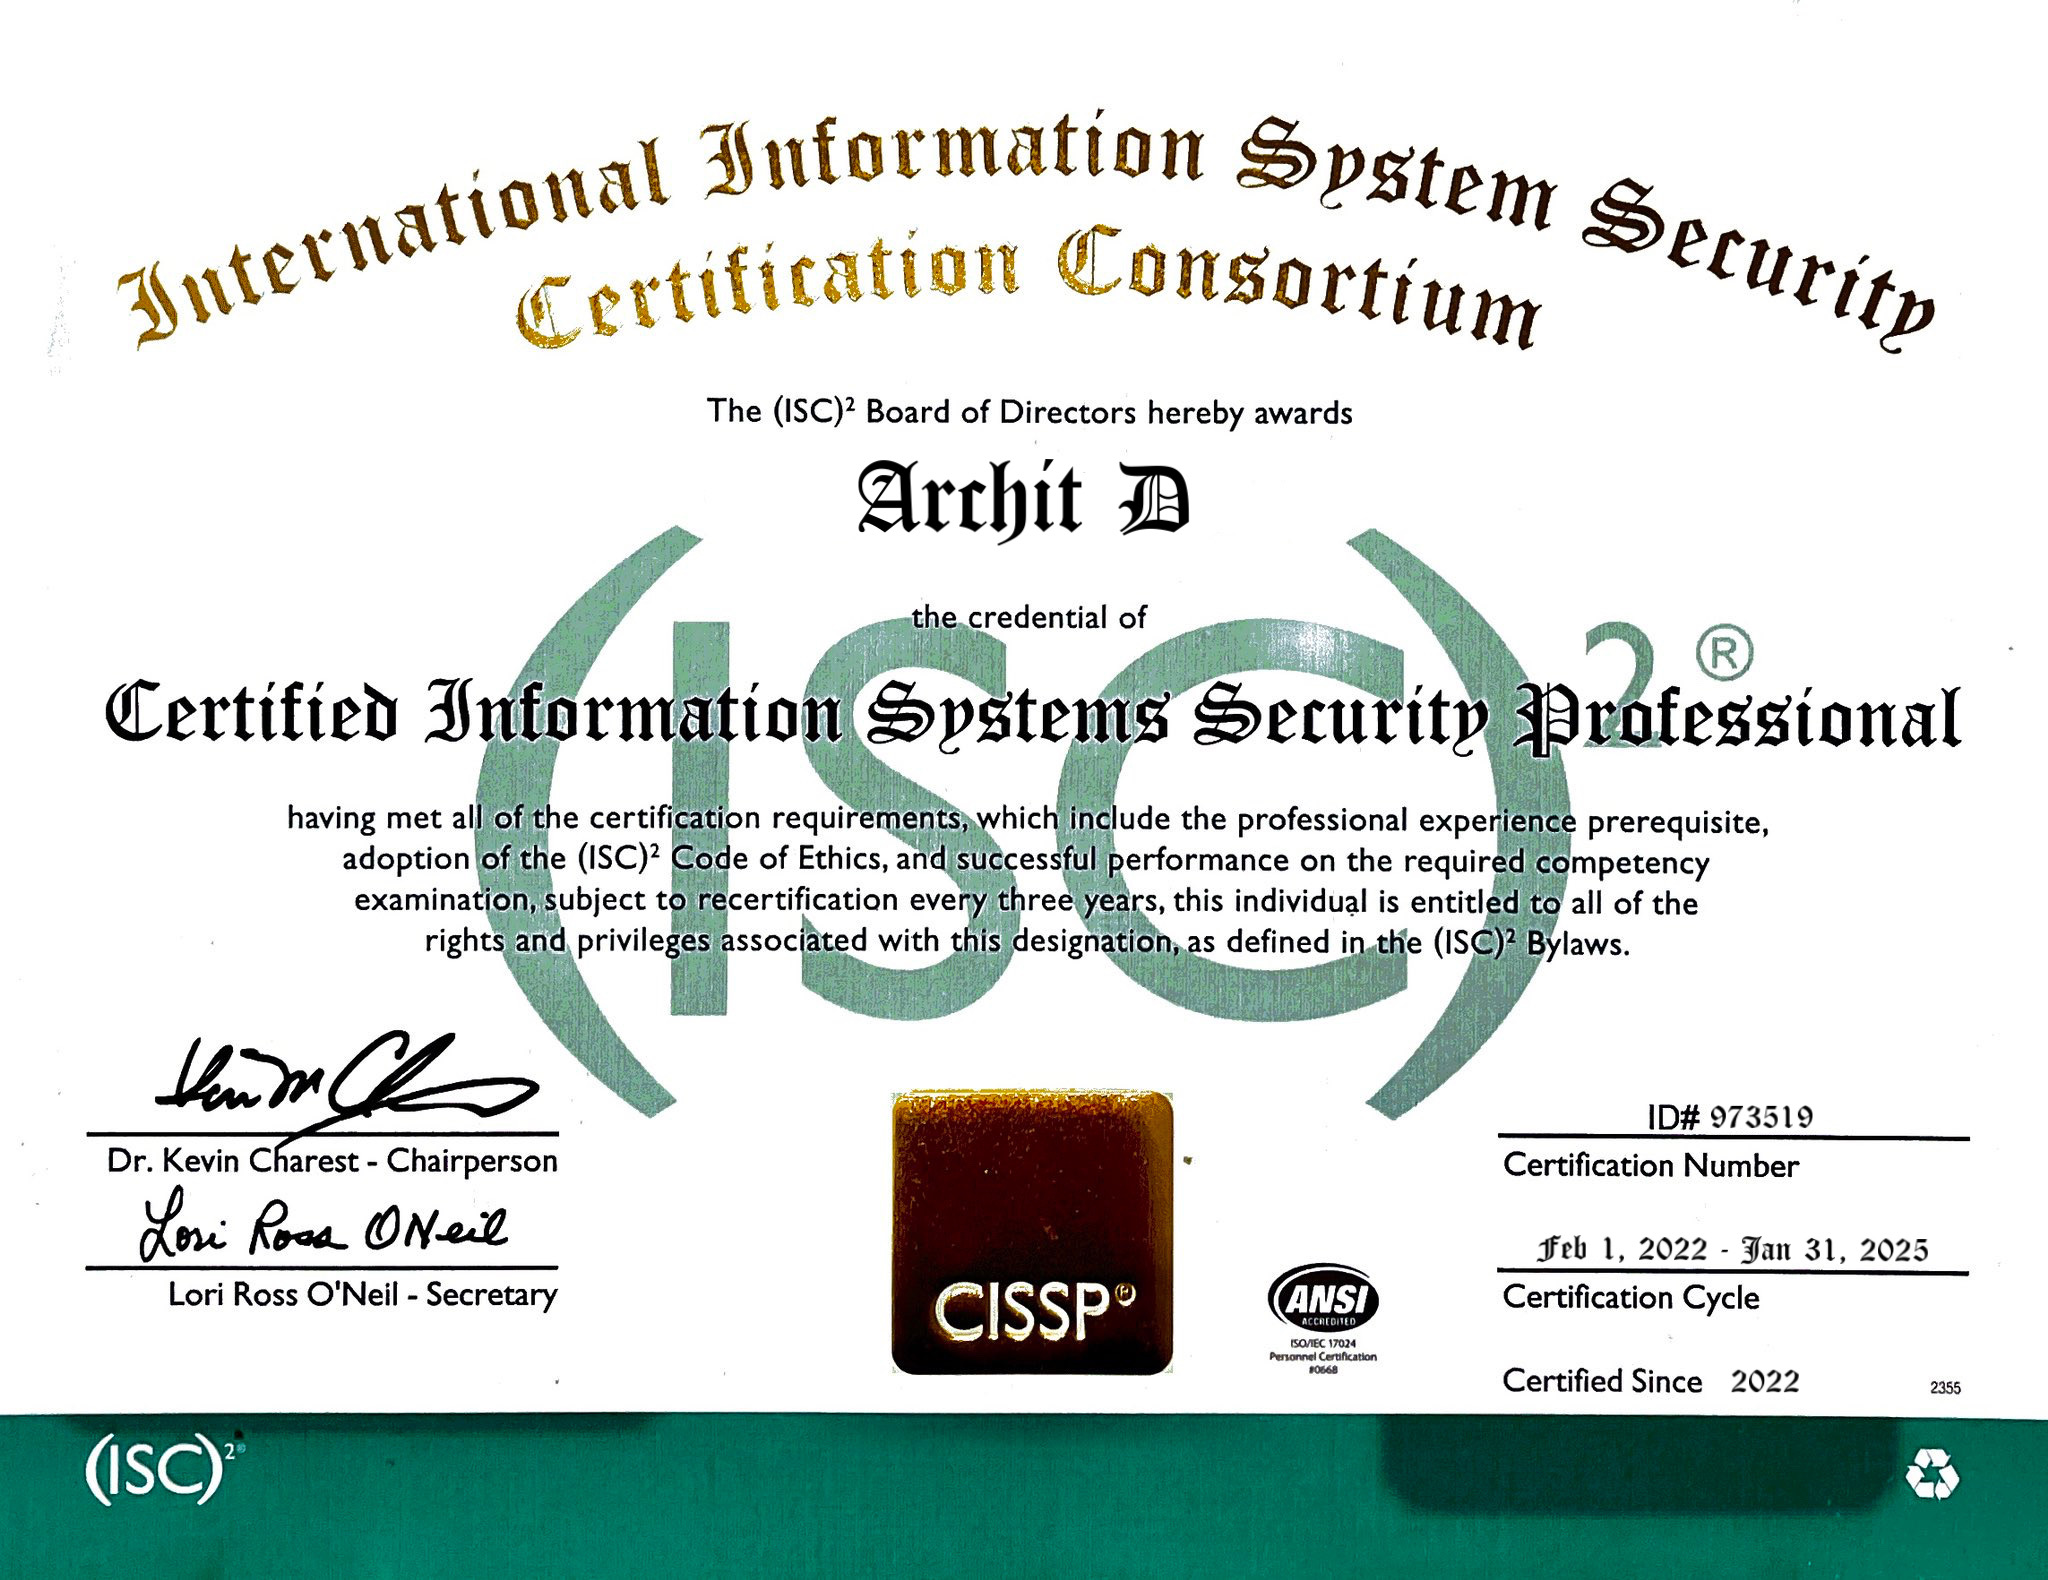 International Information System Security
Certification Consortium
The (ISC)² Board of Directors hereby awards
Archit D
the credential of
(ISC)²®
Certified Information Systems Security Professional
having met all of the certification requirements, which include the professional experience prerequisite,
adoption of the (ISC)² Code of Ethics, and successful performance on the required competency
examination, subject to recertification every three years, this individual is entitled to all of the
rights and privileges associated with this designation, as defined in the (ISC)² Bylaws.
Dr. Kevin Charest - Chairperson
Lori Ross ONeil
Lori Ross O'Neil - Secretary
CISSP®
ANSI
ACCREDITED
ISO/IEC 17024
Personnel Certification
#0668
ID# 973519
Certification Number
Feb 1, 2022 - Jan 31, 2025
Certification Cycle
Certified Since 2022
2355
(ISC)²®